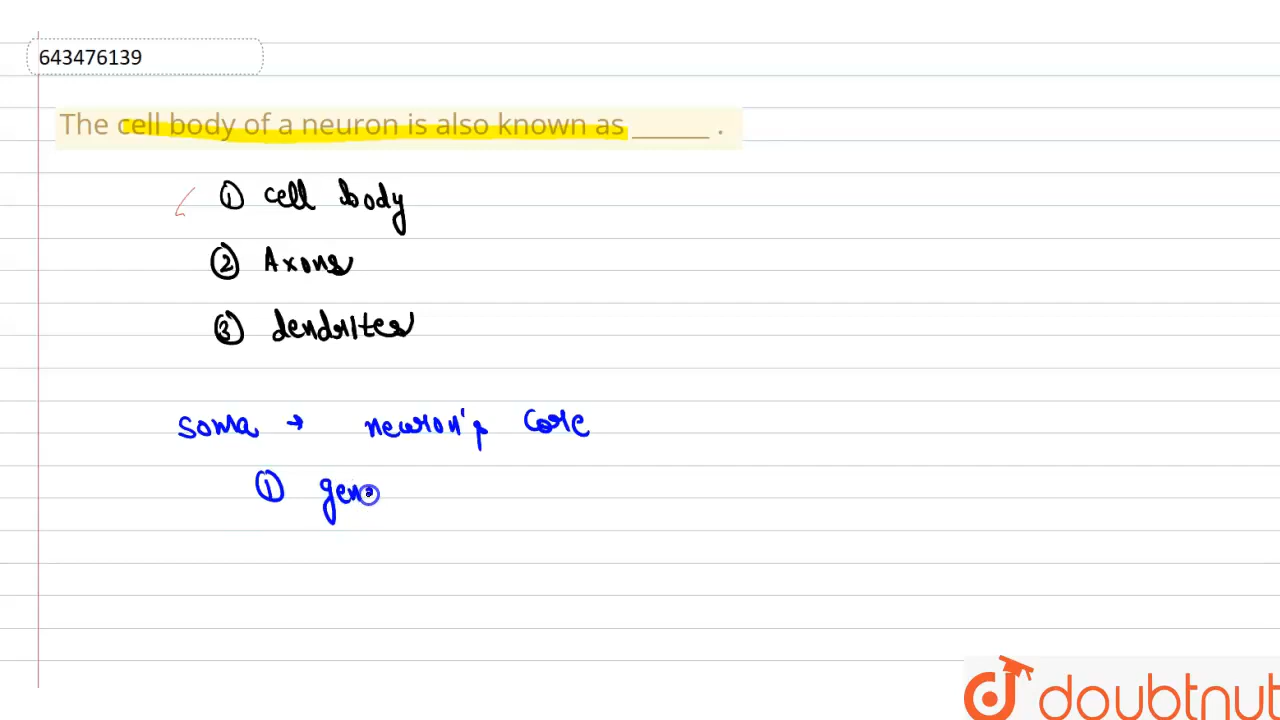 643476139
The cell body of a neuron is also known as ______ .
① cell body
② Axons
③ dendrites
soma → neuron's core
① gen
doubtnut